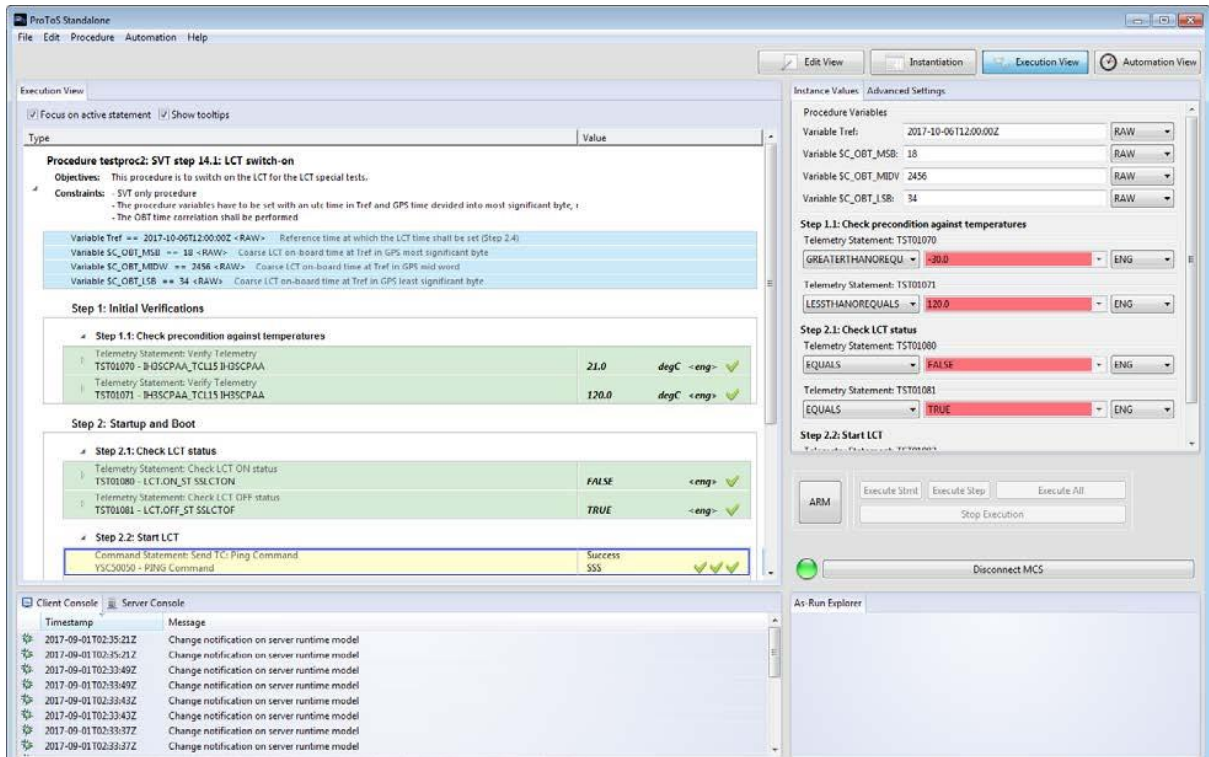 ProToS Standalone
File Edit Procedure Automation Help
Edit View Instantiation Execution View Automation View
Execution View
Focus on active statement Show tooltips
Type Value
Procedure testproc2: SVT step 14.1: LCT switch-on
Objectives: This procedure is to switch on the LCT for the LCT special tests.
Constraints: - SVT only procedure
- The procedure variables have to be set with an utc time in Tref and GPS time devided into most significant byte,
- The OBT time correlation shall be performed
Variable Tref == 2017-10-06T12:00:00Z <RAW> Reference time at which the LCT time shall be set (Step 2.4)
Variable SC_OBT_MSB == 18 <RAW> Coarse LCT on-board time at Tref in GPS most significant byte
Variable SC_OBT_MIDW == 2456 <RAW> Coarse LCT on-board time at Tref in GPS mid word
Variable SC_OBT_LSB == 34 <RAW> Coarse LCT on-board time at Tref in GPS least significant byte
Step 1: Initial Verifications
Step 1.1: Check precondition against temperatures
Telemetry Statement: Verify Telemetry
TST01070 - IH3SCPAA_TCL15 IH3SCPAA 21.0 degC <eng>
Telemetry Statement: Verify Telemetry
TST01071 - IH3SCPAA_TCL15 IH3SCPAA 120.0 degC <eng>
Step 2: Startup and Boot
Step 2.1: Check LCT status
Telemetry Statement: Check LCT ON status
TST01080 - LCT.ON_ST SSLCTON FALSE <eng>
Telemetry Statement: Check LCT OFF status
TST01081 - LCT.OFF_ST SSLCTOF TRUE <eng>
Step 2.2: Start LCT
Command Statement: Send TC: Ping Command Success
YSC50050 - PING Command SSS
Instance Values Advanced Settings
Procedure Variables
Variable Tref: 2017-10-06T12:00:00Z RAW
Variable SC_OBT_MSB: 18 RAW
Variable SC_OBT_MIDV 2456 RAW
Variable SC_OBT_LSB: 34 RAW
Step 1.1: Check precondition against temperatures
Telemetry Statement: TST01070
GREATERTHANOREQU -30.0 ENG
Telemetry Statement: TST01071
LESSTHANOREQUALS 120.0 ENG
Step 2.1: Check LCT status
Telemetry Statement: TST01080
EQUALS FALSE ENG
Telemetry Statement: TST01081
EQUALS TRUE ENG
Step 2.2: Start LCT
ARM Execute Stmt Execute Step Execute All
Stop Execution
Disconnect MCS
Client Console Server Console
Timestamp Message
2017-09-01T02:35:21Z Change notification on server runtime model
2017-09-01T02:35:21Z Change notification on server runtime model
2017-09-01T02:33:49Z Change notification on server runtime model
2017-09-01T02:33:49Z Change notification on server runtime model
2017-09-01T02:33:43Z Change notification on server runtime model
2017-09-01T02:33:43Z Change notification on server runtime model
2017-09-01T02:33:37Z Change notification on server runtime model
2017-09-01T02:33:37Z Change notification on server runtime model
As-Run Explorer